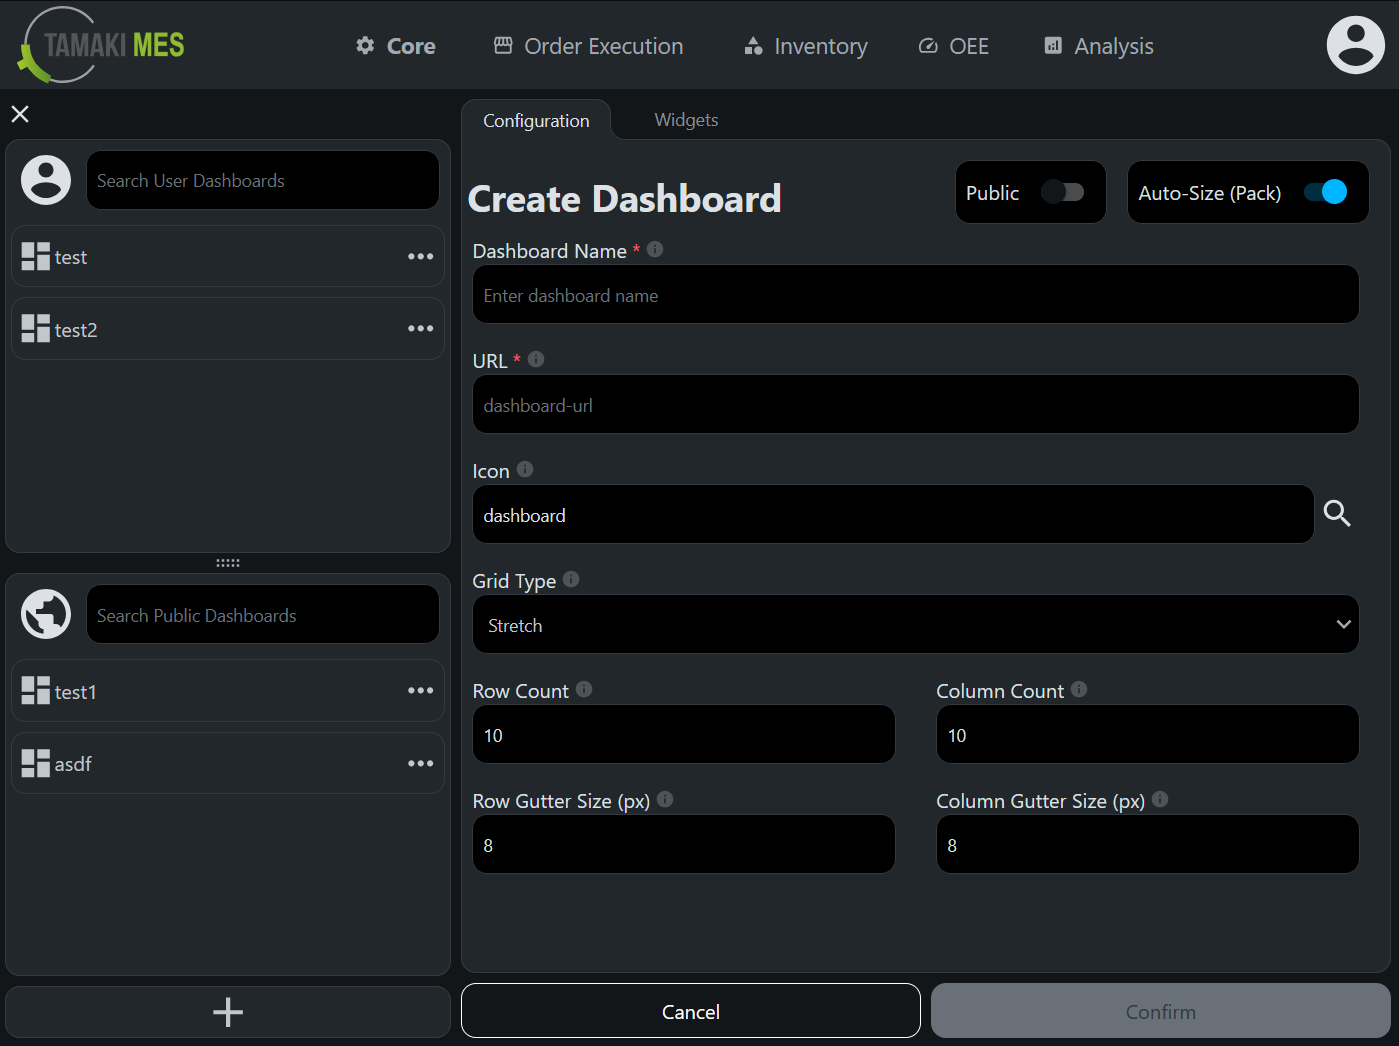 TAMAKI MES
Core
Order Execution
Inventory
OEE
Analysis
Search User Dashboards
test
test2
Search Public Dashboards
test1
asdf
Configuration
Widgets
Create Dashboard
Public
Auto-Size (Pack)
Dashboard Name *
Enter dashboard name
URL *
dashboard-url
Icon
dashboard
Grid Type
Stretch
Row Count
Column Count
10
10
Row Gutter Size (px)
Column Gutter Size (px)
8
8
Cancel
Confirm